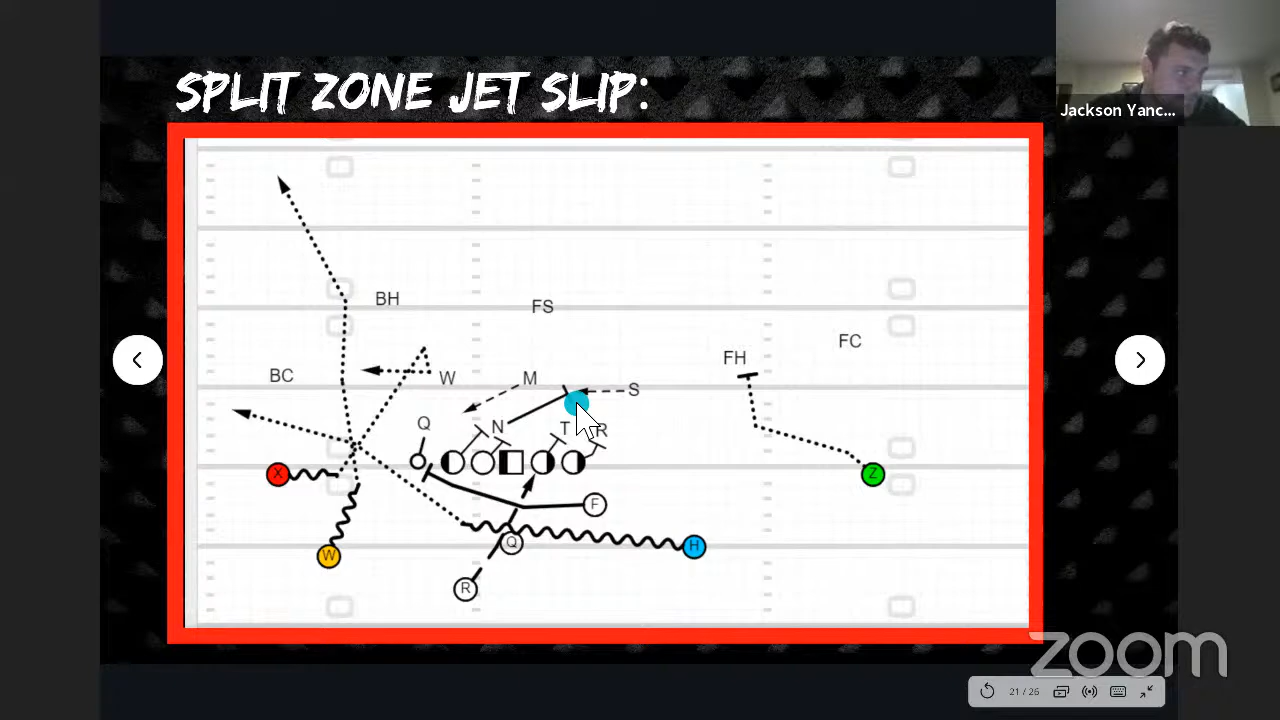 SPLIT ZONE JET SLIP:
Jackson Yanc...
BH
FS
FC
FH
BC
W
M
S
Q
N
T
R
X
Z
F
W
Q
H
R
zoom
21 / 26